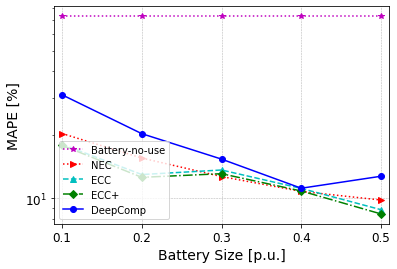 MAPE [%]
10¹
Battery-no-use
NEC
ECC
ECC+
DeepComp
0.1 0.2 0.3 0.4 0.5
Battery Size [p.u.]